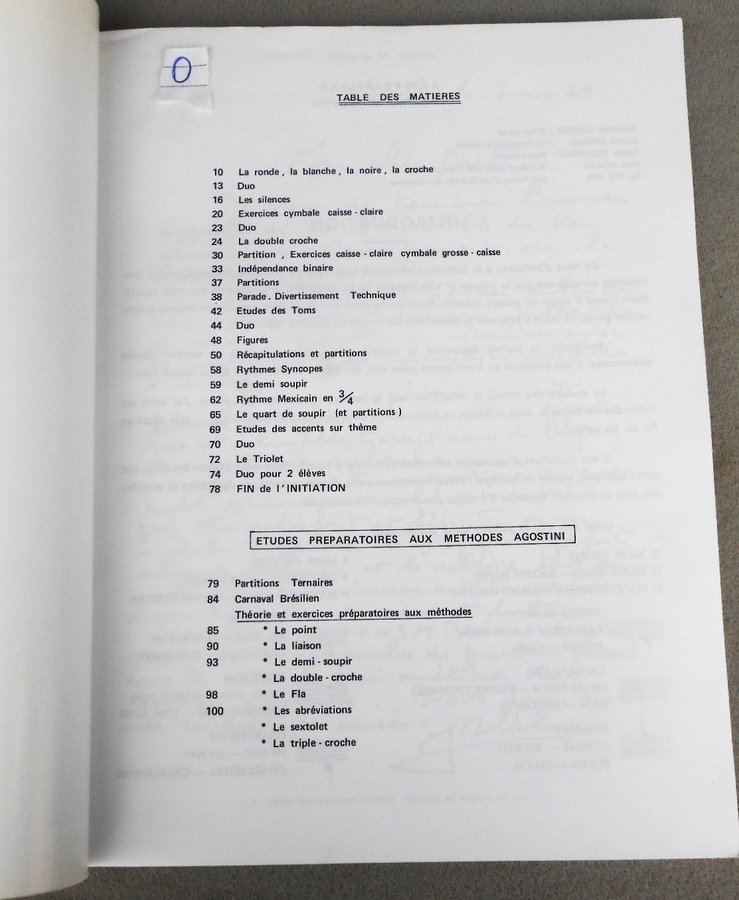 0
TABLE DES MATIERES
10 La ronde , la blanche , la noire , la croche
13 Duo
16 Les silences
20 Exercices cymbale caisse - claire
23 Duo
24 La double croche
30 Partition , Exercices caisse - claire cymbale grosse - caisse
33 Indépendance binaire
37 Partitions
38 Parade . Divertissement Technique
42 Etudes des Toms
44 Duo
48 Figures
50 Récapitulations et partitions
58 Rythmes Syncopes
59 Le demi soupir
62 Rythme Mexicain en 3/4
65 Le quart de soupir (et partitions )
69 Etudes des accents sur thème
70 Duo
72 Le Triolet
74 Duo pour 2 élèves
78 FIN de l'INITIATION
ETUDES PREPARATOIRES AUX METHODES AGOSTINI
79 Partitions Ternaires
84 Carnaval Brésilien
Théorie et exercices préparatoires aux méthodes
85 * Le point
90 * La liaison
93 * Le demi - soupir
* La double - croche
98 * Le Fla
100 * Les abréviations
* Le sextolet
* La triple - croche